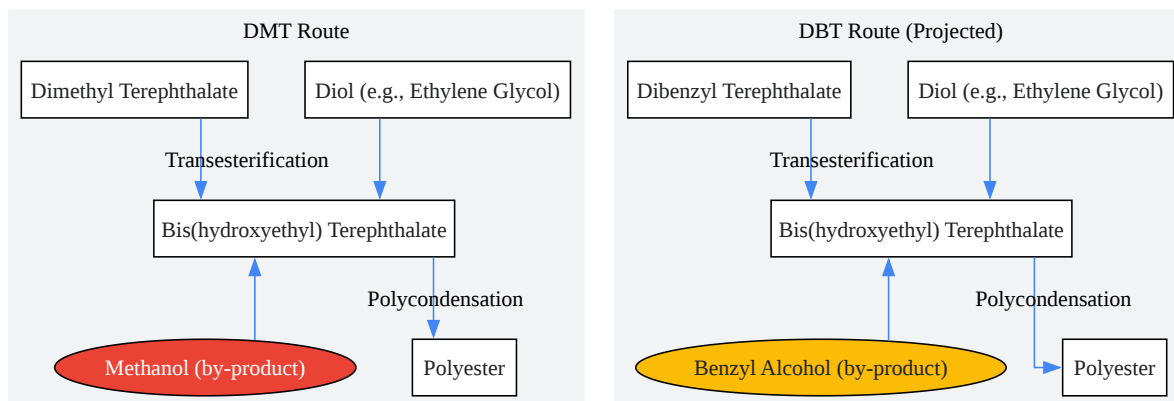 DMT Route
Dimethyl Terephthalate
Diol (e.g., Ethylene Glycol)
Transesterification
Bis(hydroxyethyl) Terephthalate
Polycondensation
Methanol (by-product)
Polyester
DBT Route (Projected)
Dibenzyl Terephthalate
Diol (e.g., Ethylene Glycol)
Transesterification
Bis(hydroxyethyl) Terephthalate
Polycondensation
Benzyl Alcohol (by-product)
Polyester